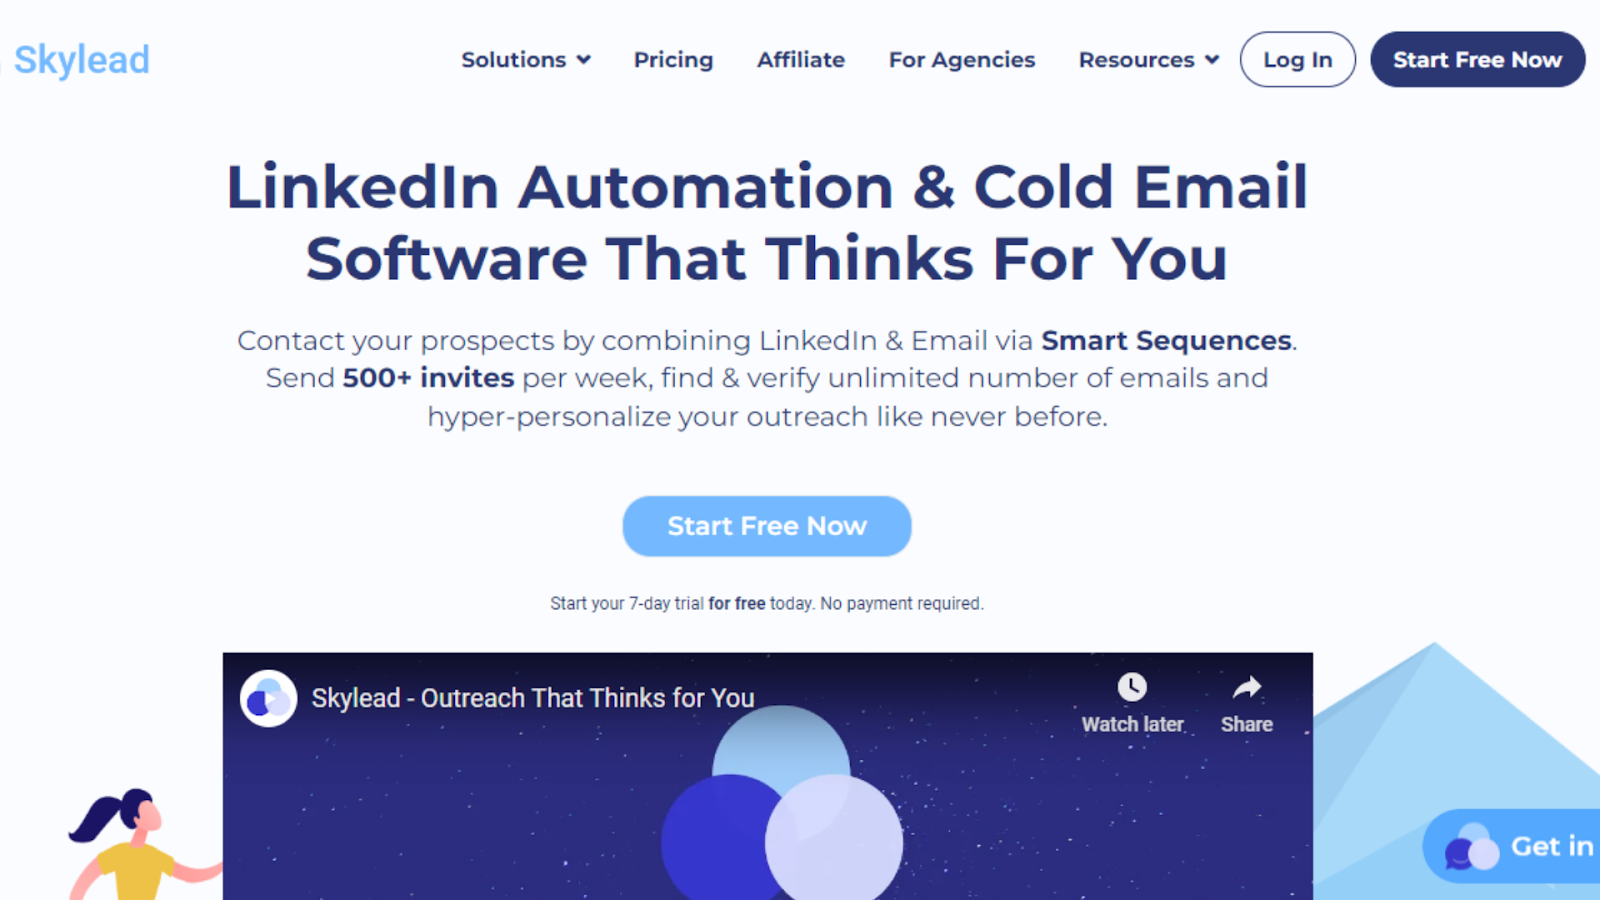 Skylead
Solutions
Pricing
Affiliate
For Agencies
Resources
Log In
Start Free Now
LinkedIn Automation & Cold Email
Software That Thinks For You
Contact your prospects by combining LinkedIn & Email via Smart Sequences.
Send 500+ invites per week, find & verify unlimited number of emails and
hyper-personalize your outreach like never before.
Start Free Now
Start your 7-day trial for free today. No payment required.
Skylead - Outreach That Thinks for You
Watch later
Share
Get in